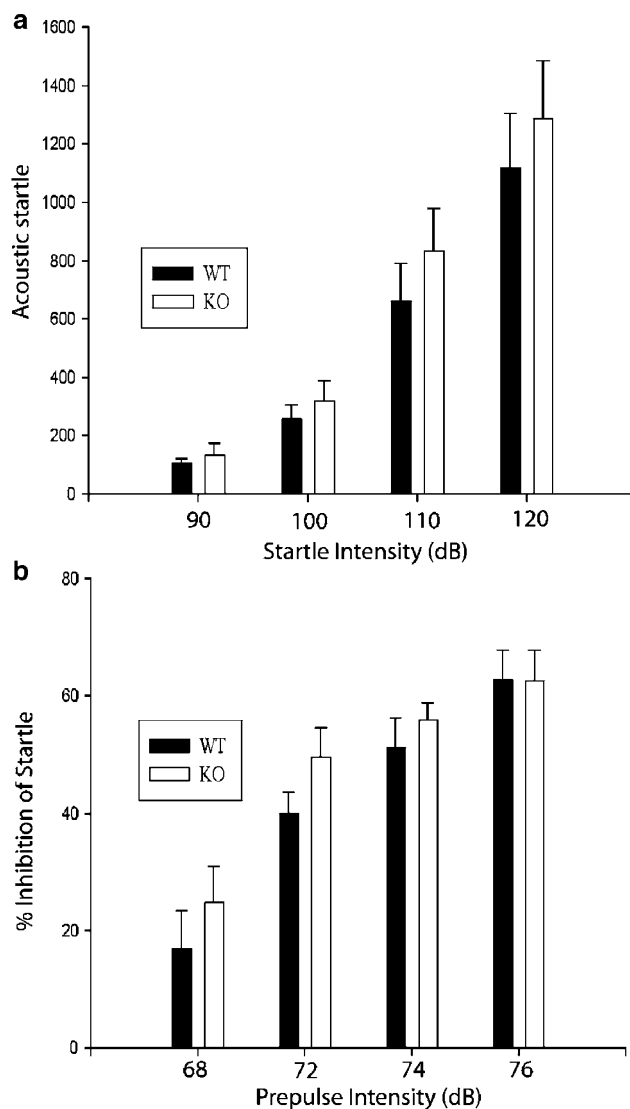 a
1600
1400
1200
1000
800
600
400
200
0
Acoustic startle
WT
KO
90 100 110 120
Startle Intensity (dB)
b
80
60
40
20
0
% Inhibition of Startle
WT
KO
68 72 74 76
Prepulse Intensity (dB)